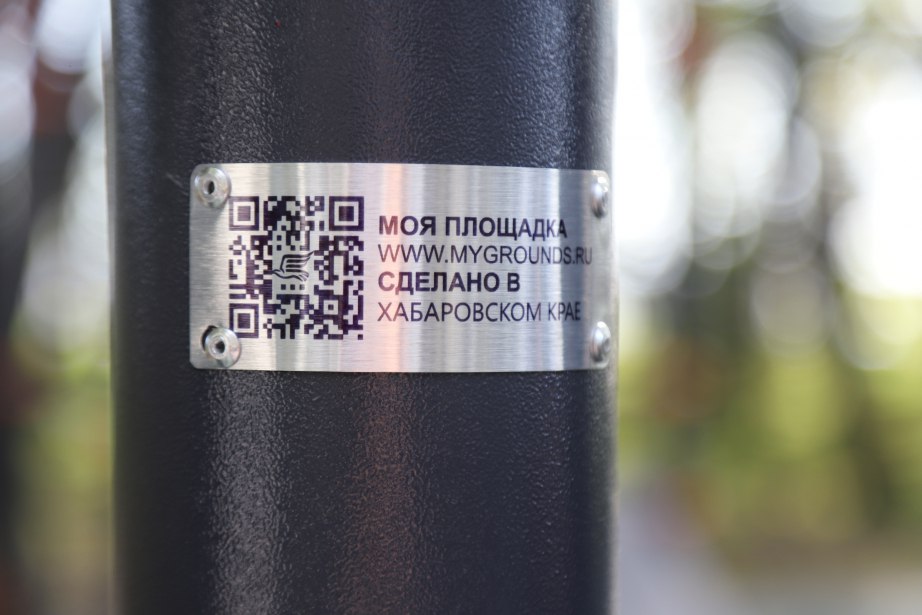 МОЯ ПЛОЩАДКА
WWW.MYGROUNDS.RU
СДЕЛАНО В
ХАБАРОВСКОМ КРАЕ